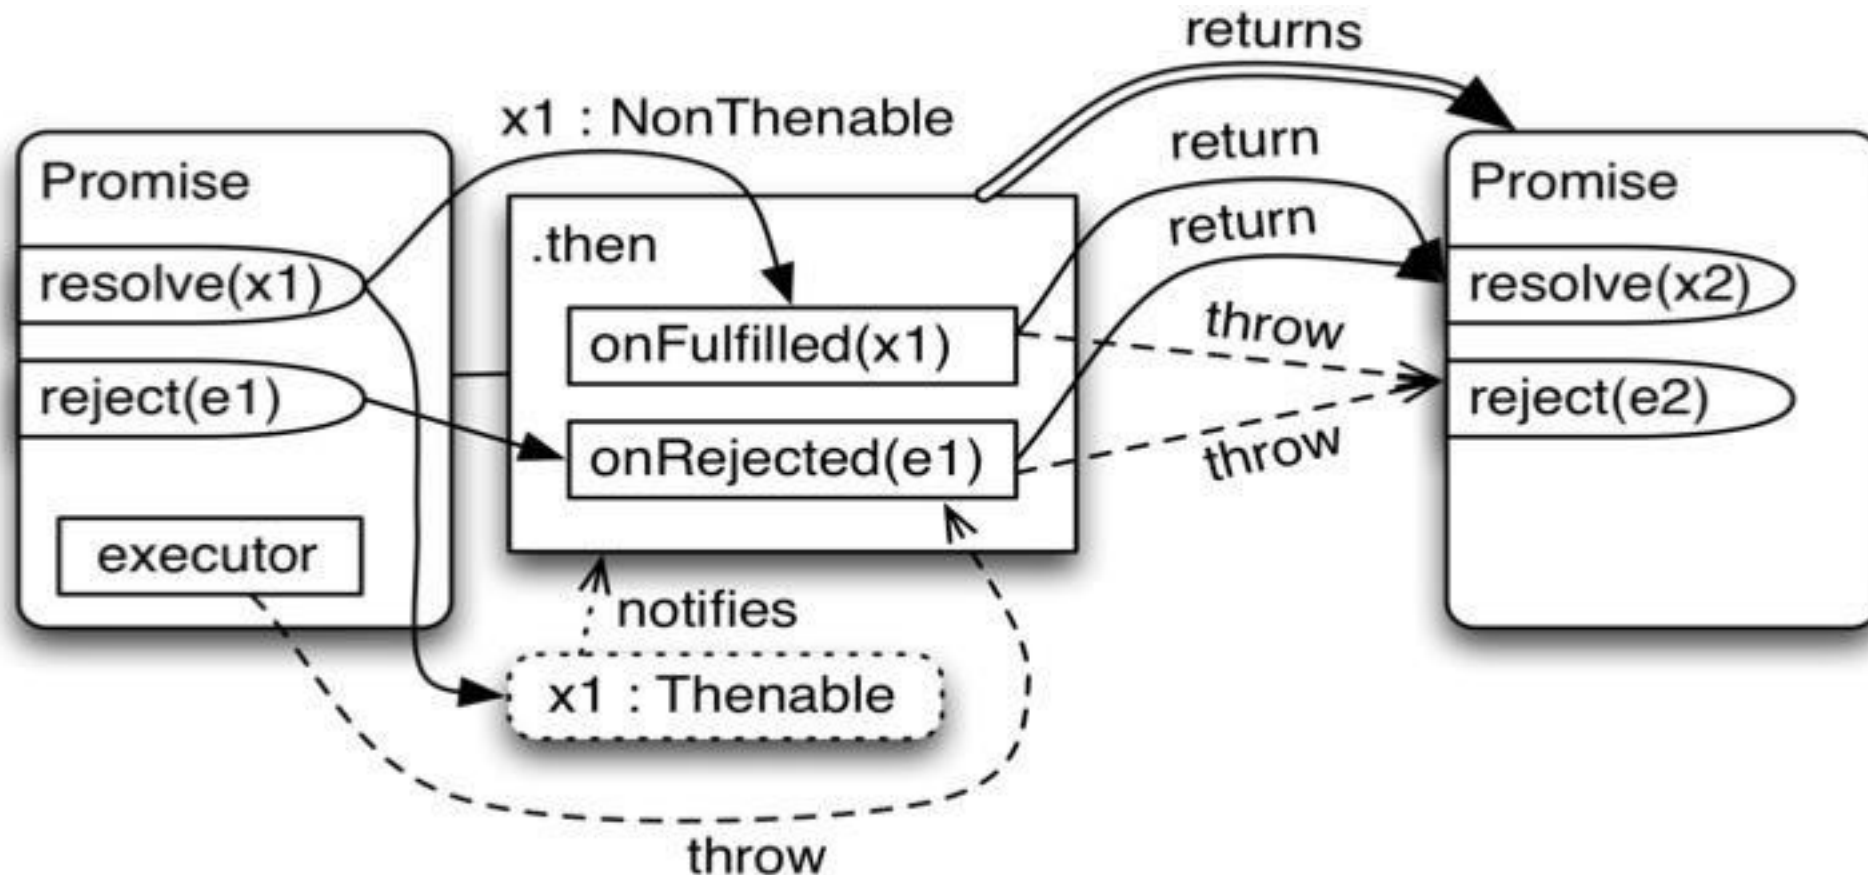 returns
x1 : NonThenable
return
Promise
Promise
return
.then
resolve(x1)
resolve(x2)
throw
onFulfilled(x1)
reject(e1)
reject(e2)
onRejected(e1)
throw
executor
notifies
x1 : Thenable
throw